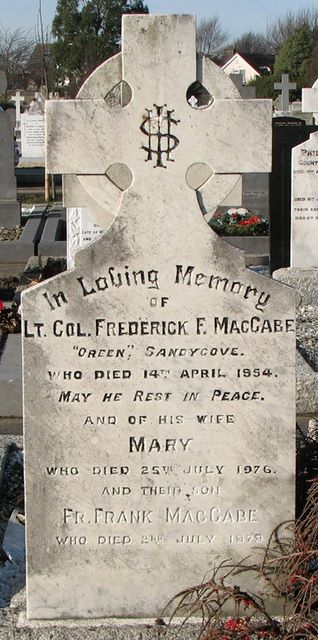 IHS
In Loving Memory
OF
LT. COL. FREDERICK F. MACCABE
"OREEN", SANDYCOVE.
WHO DIED 14TH APRIL 1954.
MAY HE REST IN PEACE.
AND OF HIS WIFE
MARY
WHO DIED 25TH JULY 1976.
AND THEIR SON
FR. FRANK MACCABE
WHO DIED 2ND JULY 1979